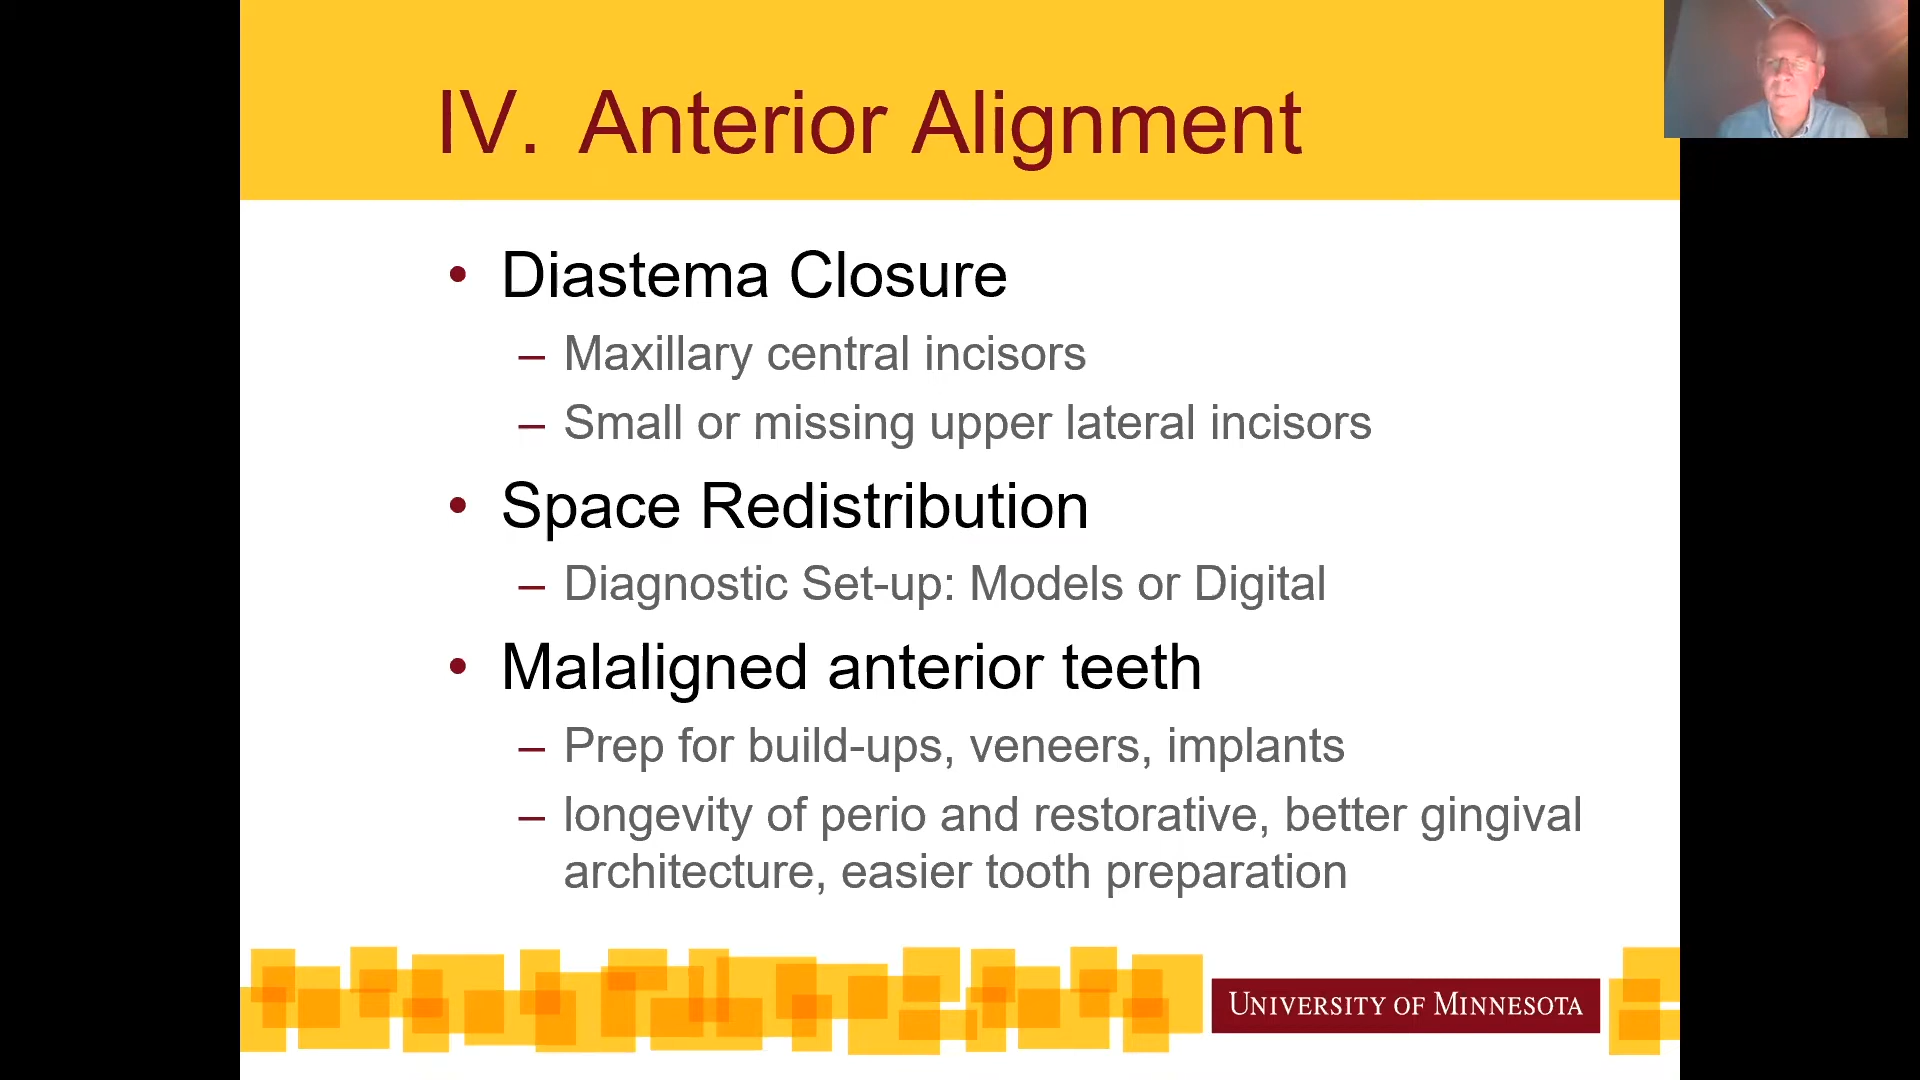 IV. Anterior Alignment
• Diastema Closure
– Maxillary central incisors
– Small or missing upper lateral incisors
• Space Redistribution
– Diagnostic Set-up: Models or Digital
• Malaligned anterior teeth
– Prep for build-ups, veneers, implants
– longevity of perio and restorative, better gingival
architecture, easier tooth preparation
UNIVERSITY OF MINNESOTA